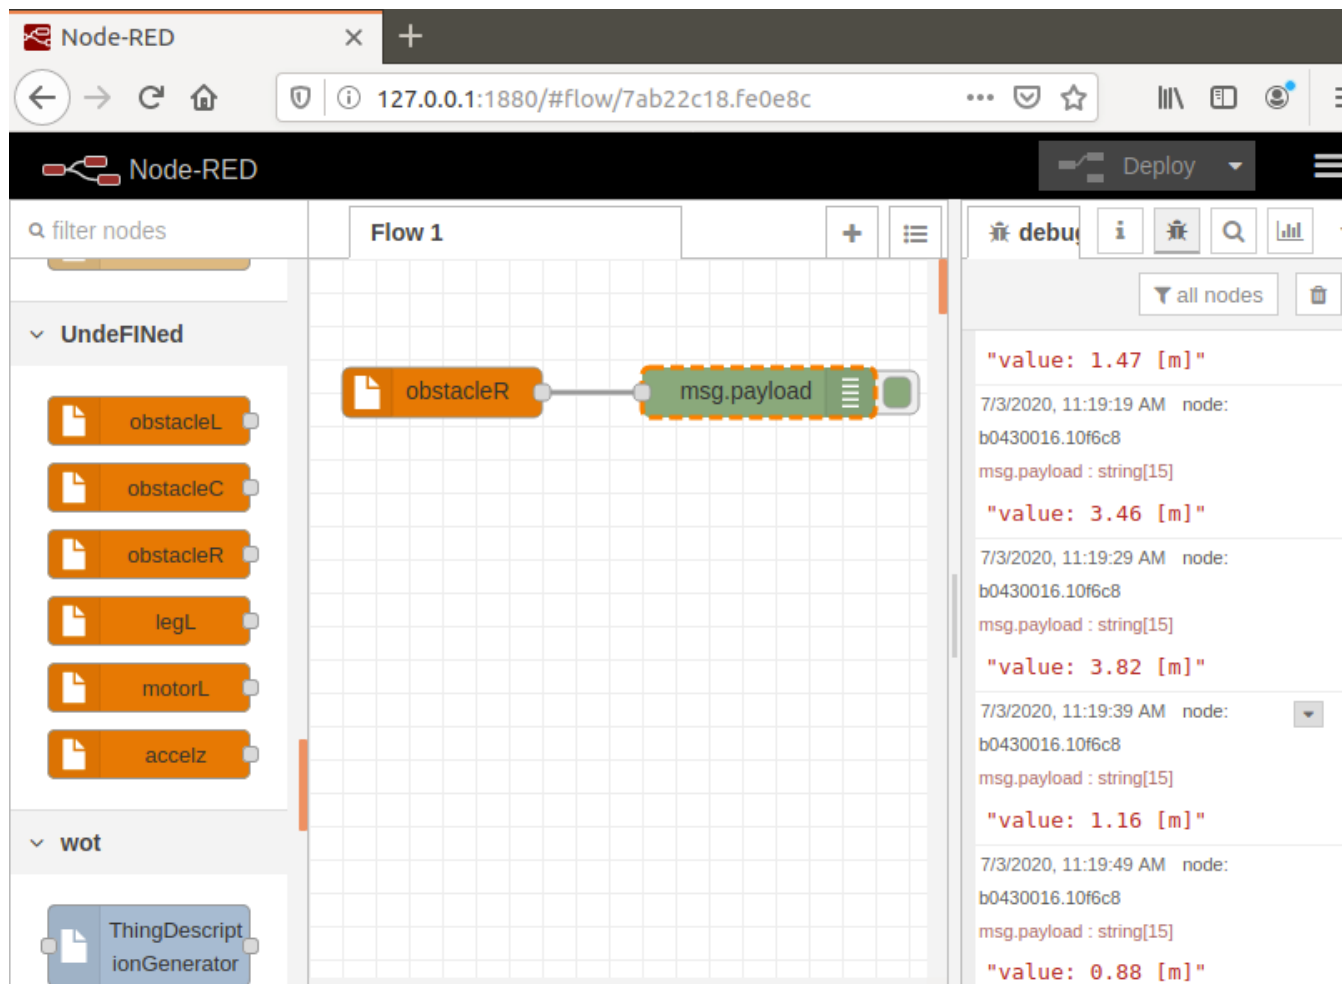 Node-RED
127.0.0.1:1880/#flow/7ab22c18.fe0e8c
Node-RED
Deploy
filter nodes
UndeFINed
obstacleL
obstacleC
obstacleR
legL
motorL
accelz
wot
ThingDescript
ionGenerator
Flow 1
obstacleR
msg.payload
debug
all nodes
"value: 1.47 [m]"
7/3/2020, 11:19:19 AM node:
b0430016.10f6c8
msg.payload : string[15]
"value: 3.46 [m]"
7/3/2020, 11:19:29 AM node:
b0430016.10f6c8
msg.payload : string[15]
"value: 3.82 [m]"
7/3/2020, 11:19:39 AM node:
b0430016.10f6c8
msg.payload : string[15]
"value: 1.16 [m]"
7/3/2020, 11:19:49 AM node:
b0430016.10f6c8
msg.payload : string[15]
"value: 0.88 [m]"